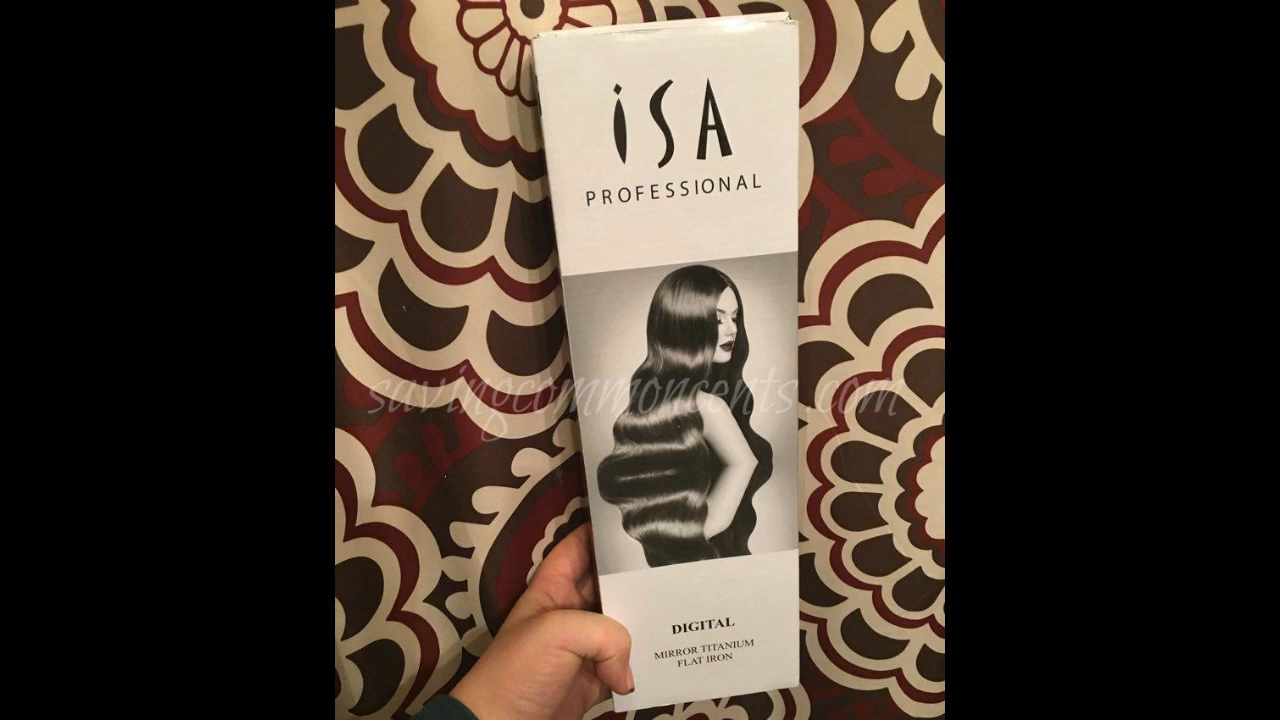 iSA
PROFESSIONAL
savingcommoncents.com
DIGITAL
MIRROR TITANIUM
FLAT IRON